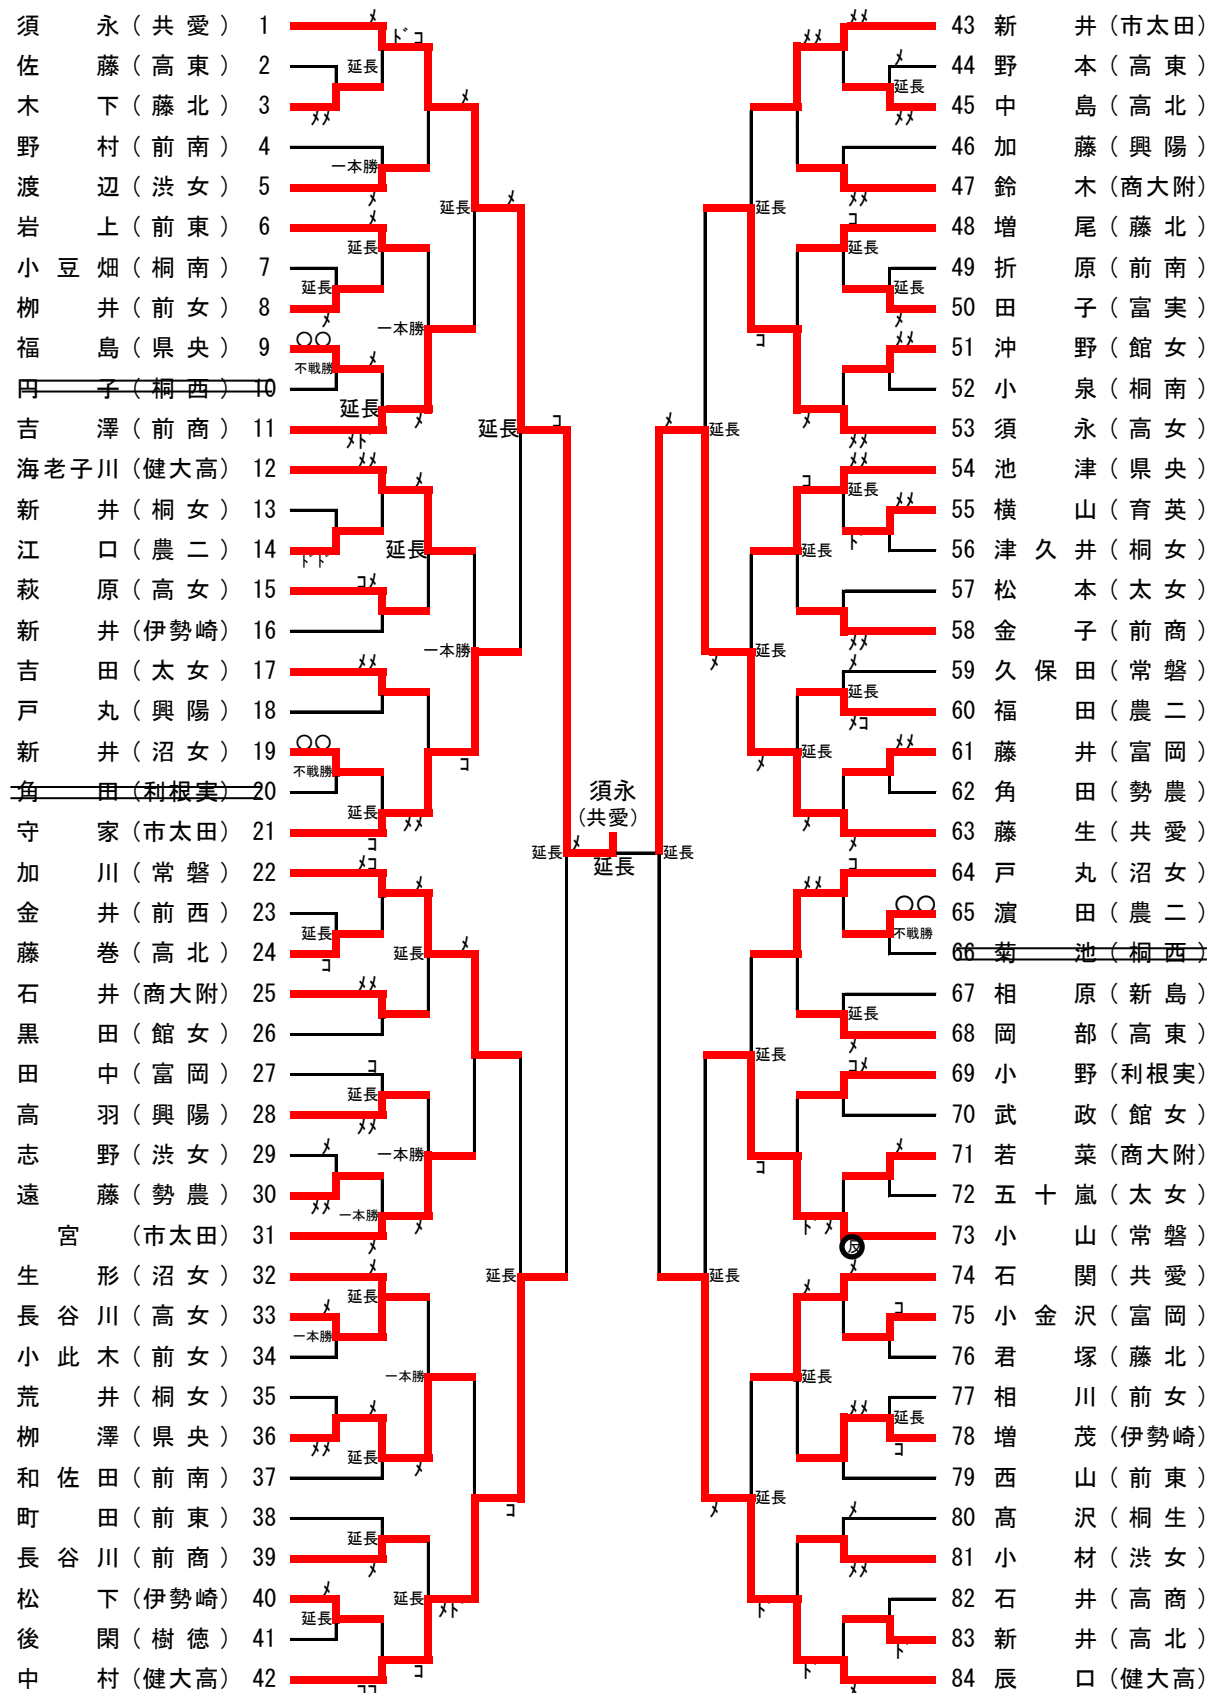 須永（共愛） 1
佐藤（高東） 2
木下（藤北） 3
野村（前南） 4
渡辺（渋女） 5
岩上（前東） 6
小豆畑（桐南） 7
栁井（前女） 8
福島（県央） 9
円子（桐西） 10
吉澤（前商） 11
海老子川（健大高） 12
新井（桐女） 13
江口（農二） 14
萩原（高女） 15
新井（伊勢崎） 16
吉田（太女） 17
戸丸（興陽） 18
新井（沼女） 19
角田（利根実） 20
守家（市太田） 21
加川（常磐） 22
金井（前西） 23
藤巻（高北） 24
石井（商大附） 25
黒田（館女） 26
田中（富岡） 27
高羽（興陽） 28
志野（渋女） 29
遠藤（勢農） 30
宮（市太田） 31
生形（沼女） 32
長谷川（高女） 33
小此木（前女） 34
荒井（桐女） 35
栁澤（県央） 36
和佐田（前南） 37
町田（前東） 38
長谷川（前商） 39
松下（伊勢崎） 40
後閑（樹徳） 41
中村（健大高） 42
須永
（共愛）
延長
43 新井（市太田）
44 野本（高東）
45 中島（高北）
46 加藤（興陽）
47 鈴木（商大附）
48 増尾（藤北）
49 折原（前南）
50 田子（富実）
51 沖野（館女）
52 小泉（桐南）
53 須永（高女）
54 池津（県央）
55 横山（育英）
56 津久井（桐女）
57 松本（太女）
58 金子（前商）
59 久保田（常磐）
60 福田（農二）
61 藤井（富岡）
62 角田（勢農）
63 藤生（共愛）
64 戸丸（沼女）
65 濵田（農二）
66 菊池（桐西）
67 相原（新島）
68 岡部（高東）
69 小野（利根実）
70 武政（館女）
71 若菜（商大附）
72 五十嵐（太女）
73 小山（常磐）
74 石関（共愛）
75 小金沢（富岡）
76 君塚（藤北）
77 相川（前女）
78 増茂（伊勢崎）
79 西山（前東）
80 髙沢（桐生）
81 小材（渋女）
82 石井（高商）
83 新井（高北）
84 辰口（健大高）